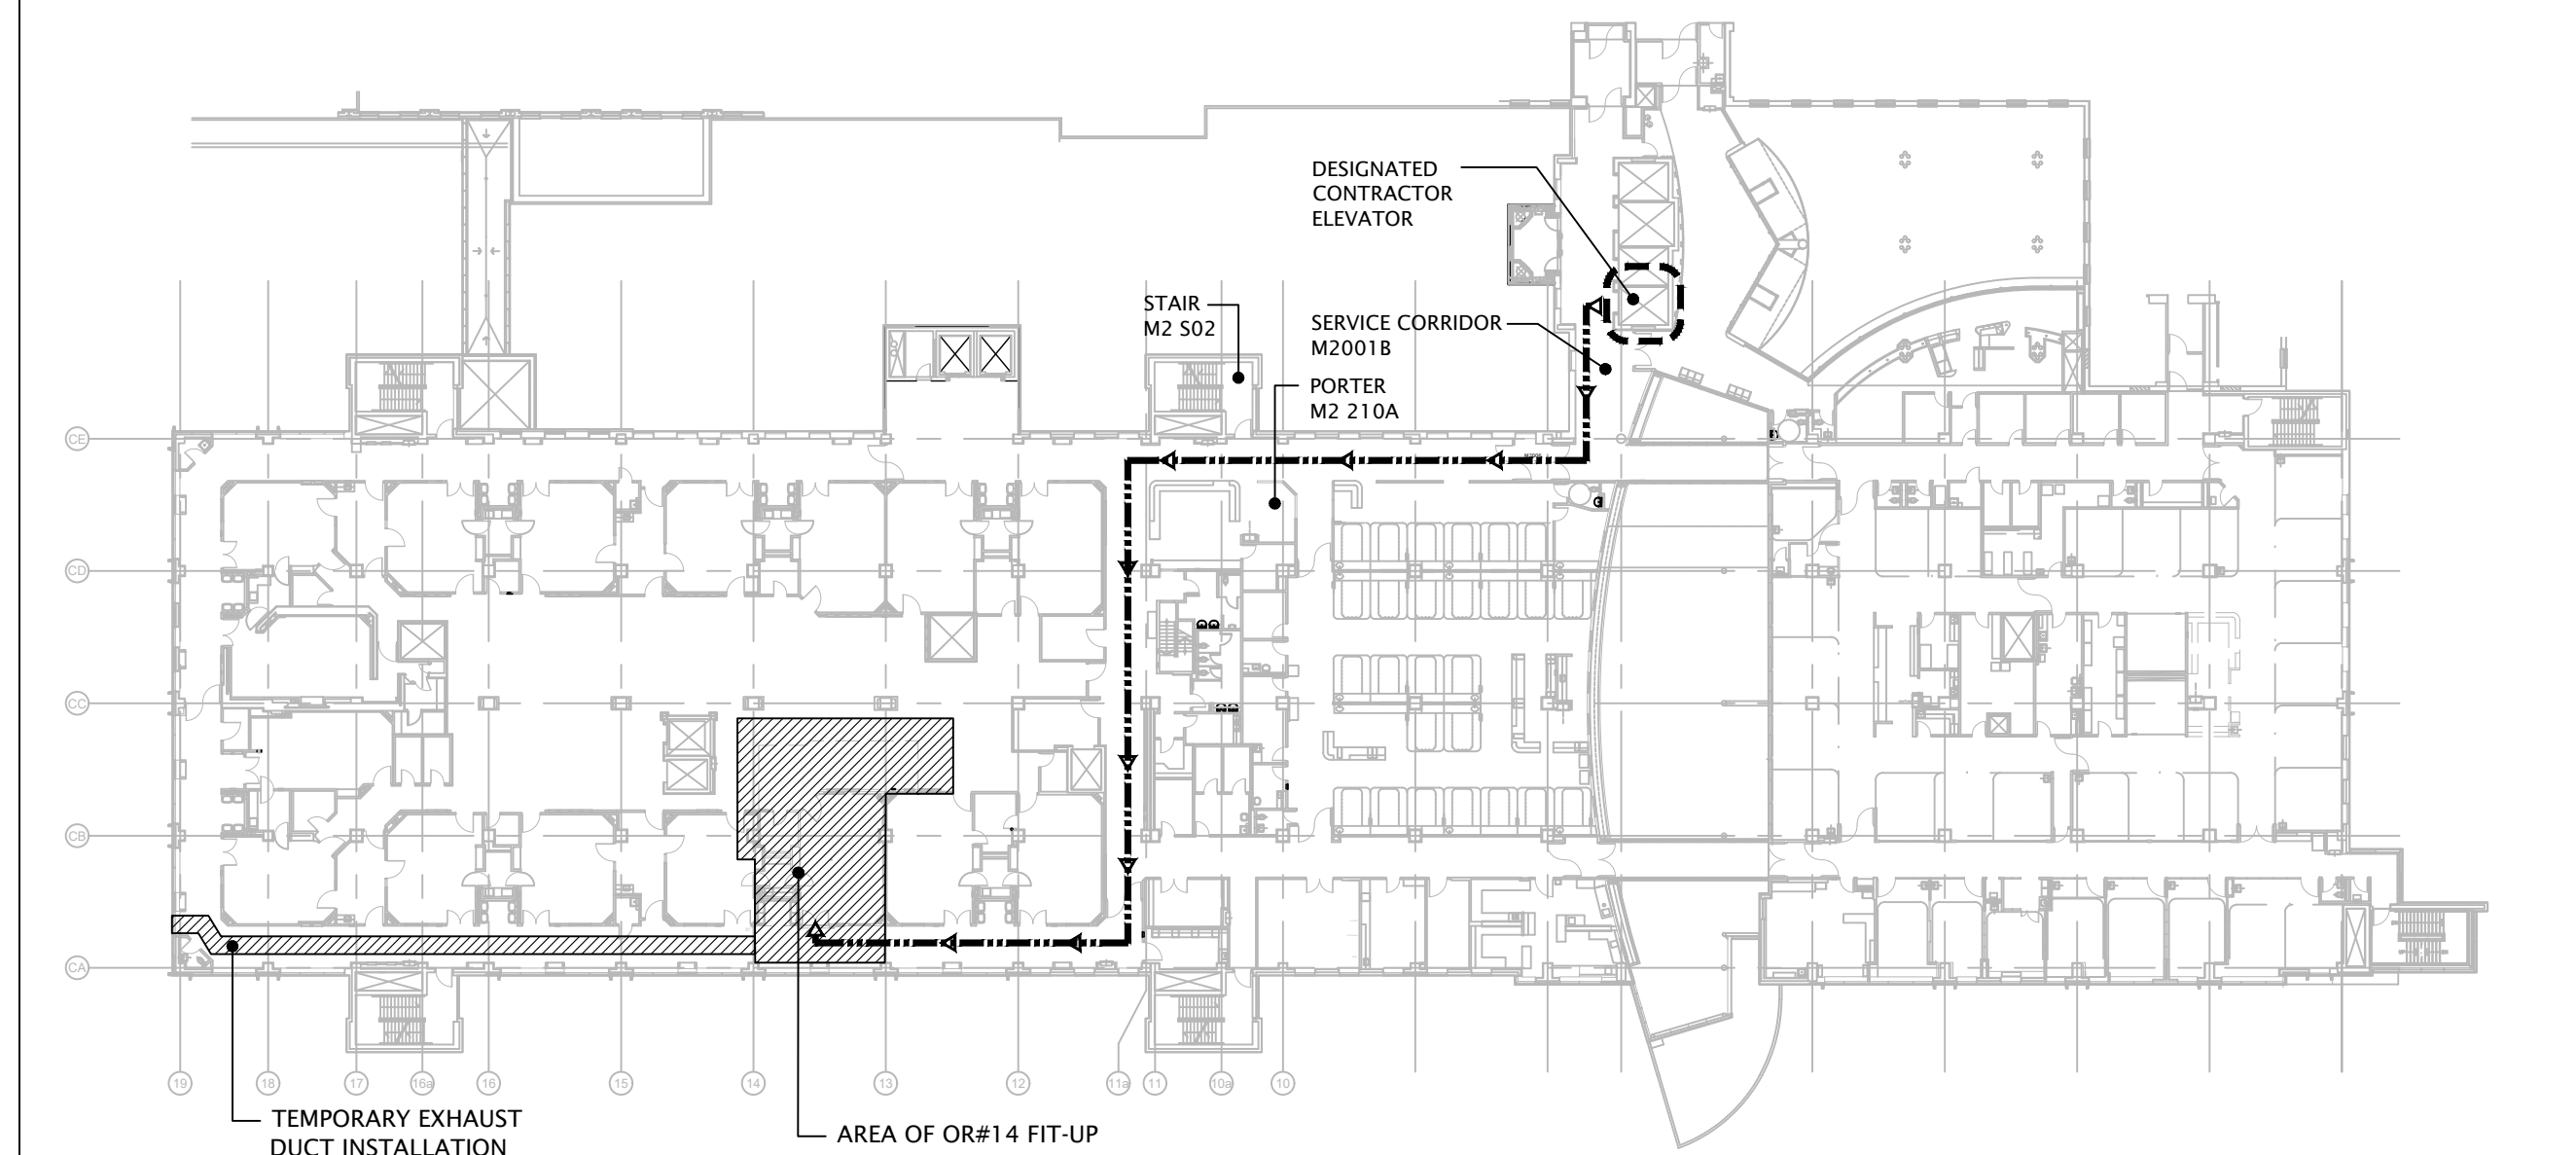 DESIGNATED
CONTRACTOR
ELEVATOR
STAIR
M2 S02
SERVICE CORRIDOR
M2001B
PORTER
M2 210A
CE
CD
CC
CB
CA
19
18
17
16a
16
15
14
13
12
11a
11
10a
10
TEMPORARY EXHAUST
DUCT INSTALLATION
AREA OF OR#14 FIT-UP